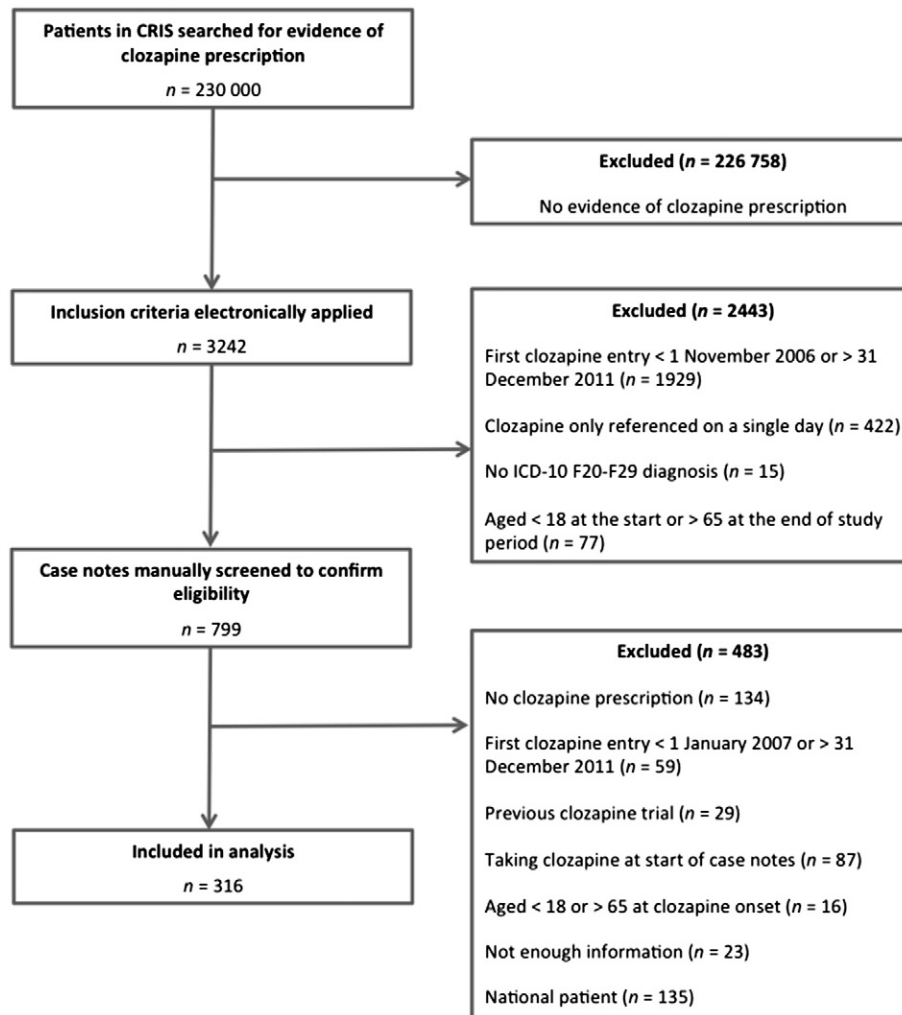 Patients in CRIS searched for evidence of
clozapine prescription
n = 230 000
Excluded (n = 226 758)
No evidence of clozapine prescription
Inclusion criteria electronically applied
n = 3242
Excluded (n = 2443)
First clozapine entry < 1 November 2006 or > 31
December 2011 (n = 1929)
Clozapine only referenced on a single day (n = 422)
No ICD-10 F20-F29 diagnosis (n = 15)
Aged < 18 at the start or > 65 at the end of study
period (n = 77)
Case notes manually screened to confirm
eligibility
n = 799
Excluded (n = 483)
No clozapine prescription (n = 134)
First clozapine entry < 1 January 2007 or > 31
December 2011 (n = 59)
Previous clozapine trial (n = 29)
Taking clozapine at start of case notes (n = 87)
Aged < 18 or > 65 at clozapine onset (n = 16)
Not enough information (n = 23)
National patient (n = 135)
Included in analysis
n = 316